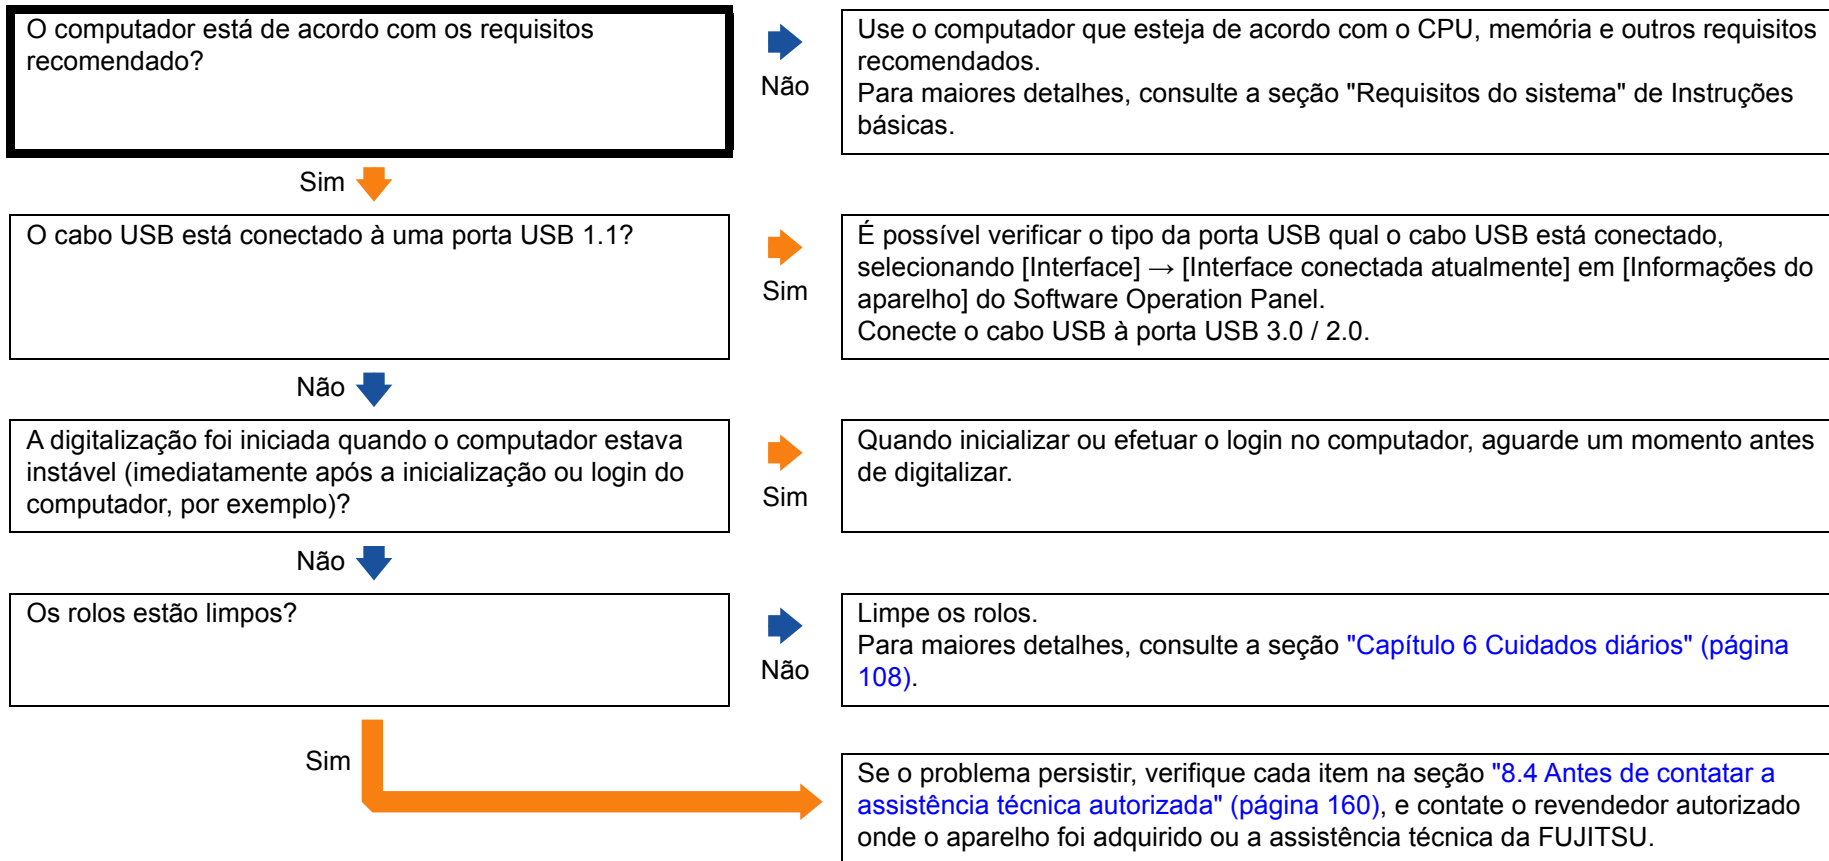 O computador está de acordo com os requisitos
recomendado?
Não
Use o computador que esteja de acordo com o CPU, memória e outros requisitos
recomendados.
Para maiores detalhes, consulte a seção "Requisitos do sistema" de Instruções
básicas.
Sim
O cabo USB está conectado à uma porta USB 1.1?
Sim
É possível verificar o tipo da porta USB qual o cabo USB está conectado,
selecionando [Interface] → [Interface conectada atualmente] em [Informações do
aparelho] do Software Operation Panel.
Conecte o cabo USB à porta USB 3.0 / 2.0.
Não
A digitalização foi iniciada quando o computador estava
instável (imediatamente após a inicialização ou login do
computador, por exemplo)?
Sim
Quando inicializar ou efetuar o login no computador, aguarde um momento antes
de digitalizar.
Não
Os rolos estão limpos?
Não
Limpe os rolos.
Para maiores detalhes, consulte a seção "Capítulo 6 Cuidados diários" (página
108).
Sim
Se o problema persistir, verifique cada item na seção "8.4 Antes de contatar a
assistência técnica autorizada" (página 160), e contate o revendedor autorizado
onde o aparelho foi adquirido ou a assistência técnica da FUJITSU.